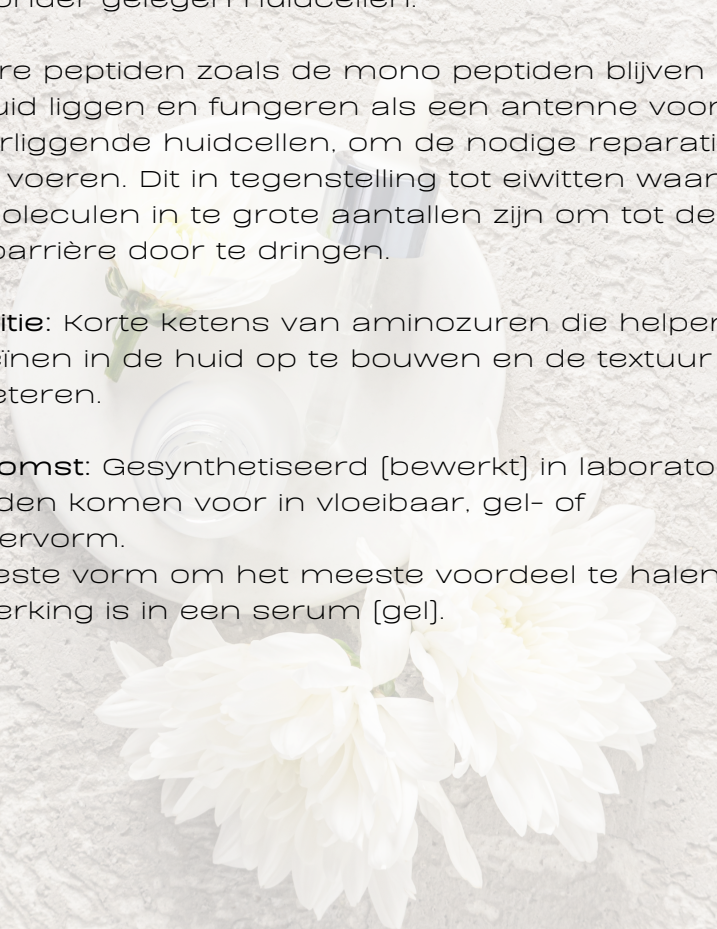 onder gelegen huidcellen.
re peptiden zoals de mono peptiden blijven
uid liggen en fungeren als een antenne voor
rliggende huidcellen, om de nodige reparati
voeren. Dit in tegenstelling tot eiwitten waar
oleculen in te grote aantallen zijn om tot de
barrière door te dringen.
itie: Korte ketens van aminozuren die helpen
eïnen in de huid op te bouwen en de textuur
eteren.
omst: Gesynthetiseerd (bewerkt) in laborato
den komen voor in vloeibaar, gel- of
ervorm.
este vorm om het meeste voordeel te halen
erking is in een serum (gel).